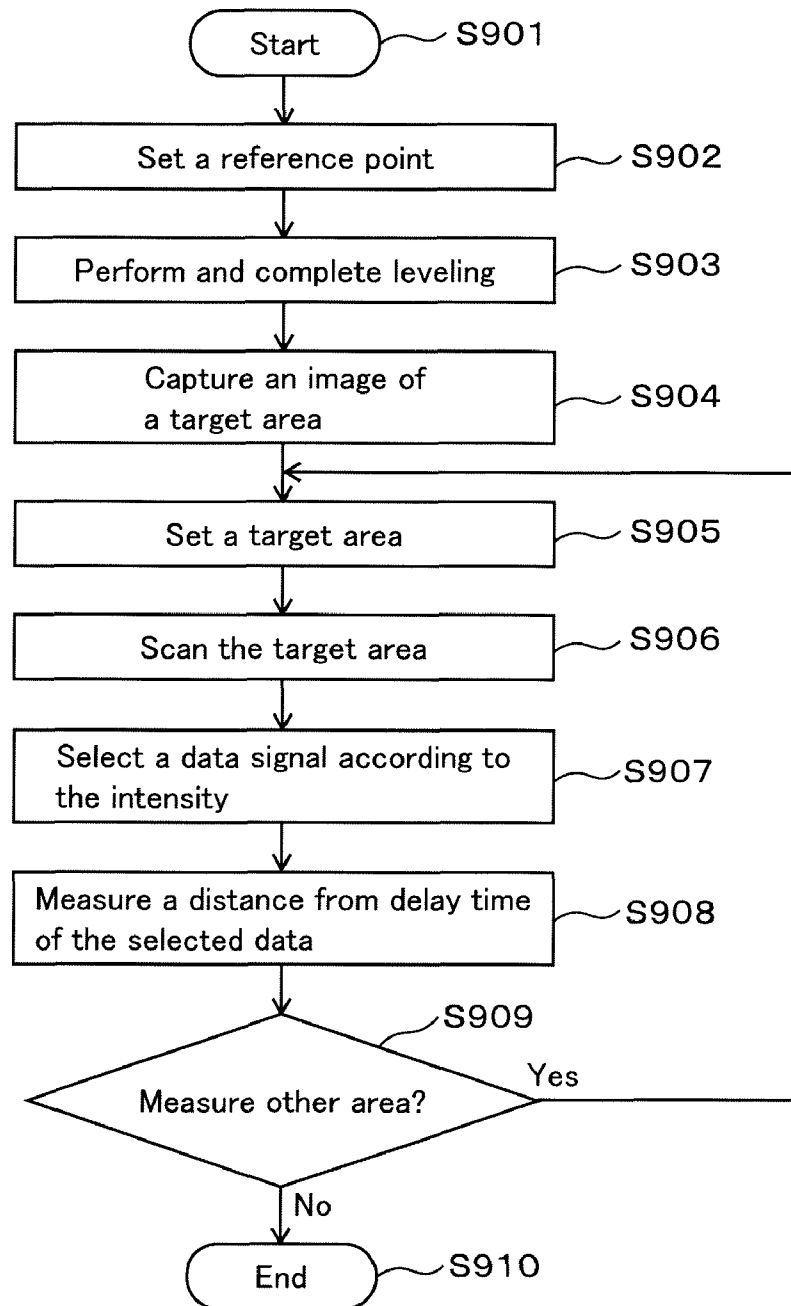 Start
S901
Set a reference point
S902
Perform and complete leveling
S903
Capture an image of
a target area
S904
Set a target area
S905
Scan the target area
S906
Select a data signal according to
the intensity
S907
Measure a distance from delay time
of the selected data
S908
S909
Measure other area?
Yes
No
End
S910